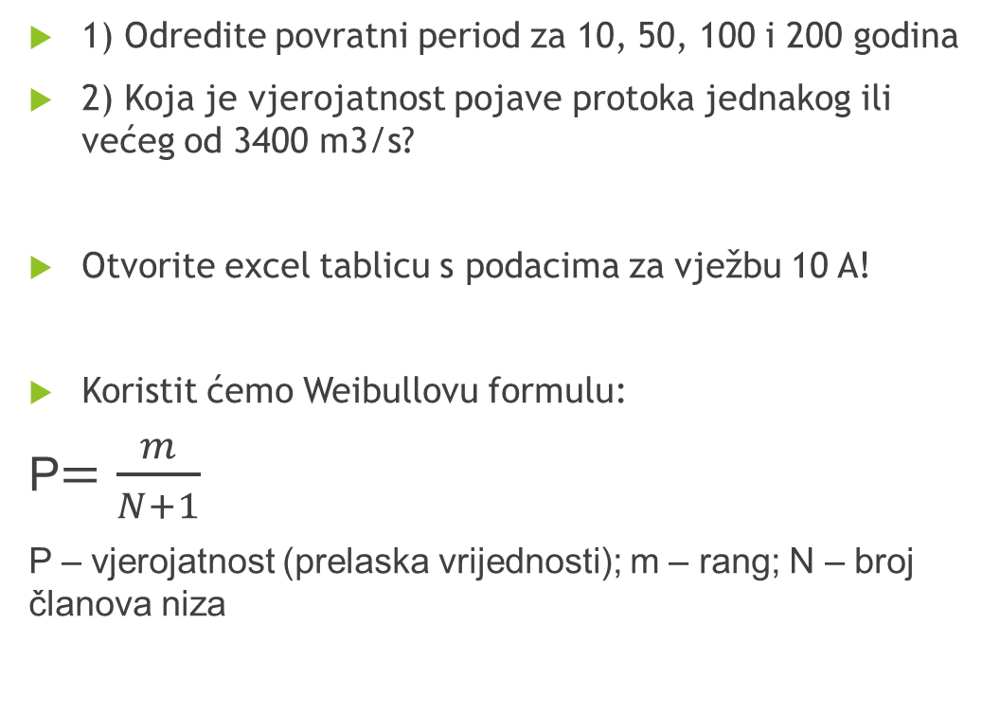 1) Odredite povratni period za 10, 50, 100 i 200 godina
2) Koja je vjerojatnost pojave protoka jednakog ili
većeg od 3400 m3/s?
Otvorite excel tablicu s podacima za vježbu 10 A!
Koristit ćemo Weibullovu formulu:
P= m/(N+1)
P – vjerojatnost (prelaska vrijednosti); m – rang; N – broj
članova niza